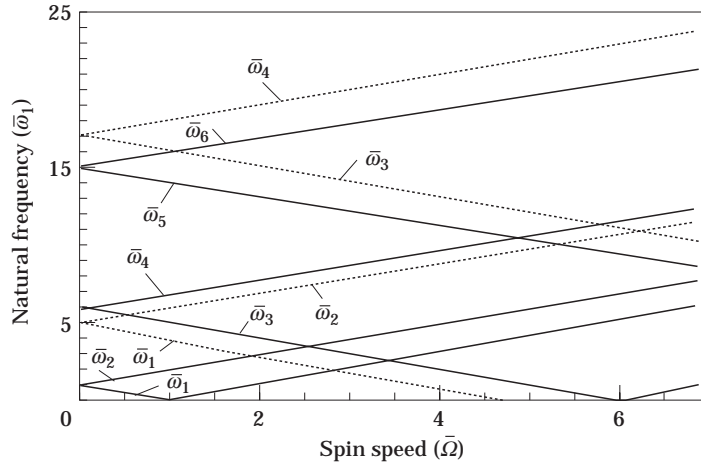 25
ω̄₄
Natural frequency (ω̄₁)
ω̄₆
15
ω̄₃
ω̄₅
ω̄₄
5
ω̄₃
ω̄₂
ω̄₁
ω̄₂
ω̄₁
0 2 4 6
Spin speed (Ω̄)